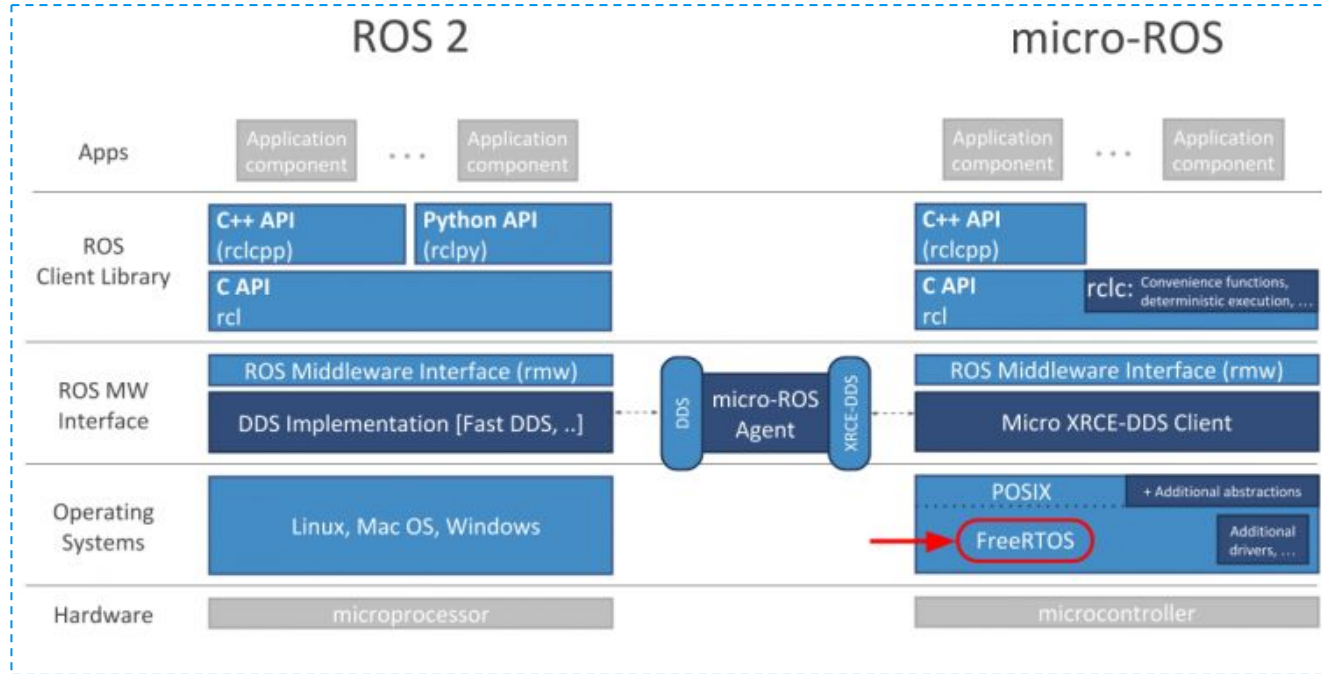 ROS 2
micro-ROS
Apps
Application
component
...
Application
component
Application
component
...
Application
component
ROS
Client Library
C++ API
(rclcpp)
Python API
(rclpy)
C API
rcl
C++ API
(rclcpp)
C API
rcl
rclc: Convenience functions,
deterministic execution, ...
ROS MW
Interface
ROS Middleware Interface (rmw)
DDS Implementation [Fast DDS, ..]
DDS
micro-ROS
Agent
XRCE-DDS
ROS Middleware Interface (rmw)
Micro XRCE-DDS Client
Operating
Systems
Linux, Mac OS, Windows
POSIX
+ Additional abstractions
FreeRTOS
Additional
drivers, ...
Hardware
microprocessor
microcontroller